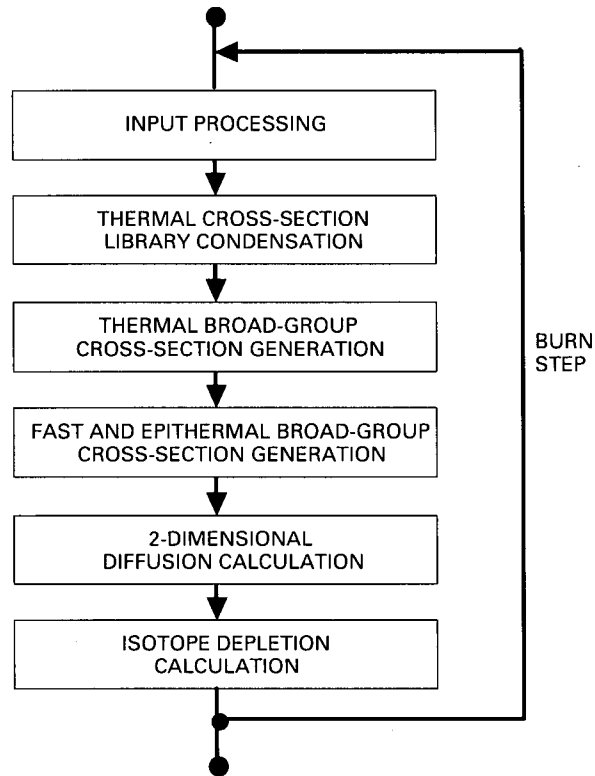 INPUT PROCESSING
THERMAL CROSS-SECTION
LIBRARY CONDENSATION
THERMAL BROAD-GROUP
CROSS-SECTION GENERATION
FAST AND EPITHERMAL BROAD-GROUP
CROSS-SECTION GENERATION
2-DIMENSIONAL
DIFFUSION CALCULATION
ISOTOPE DEPLETION
CALCULATION
BURN
STEP